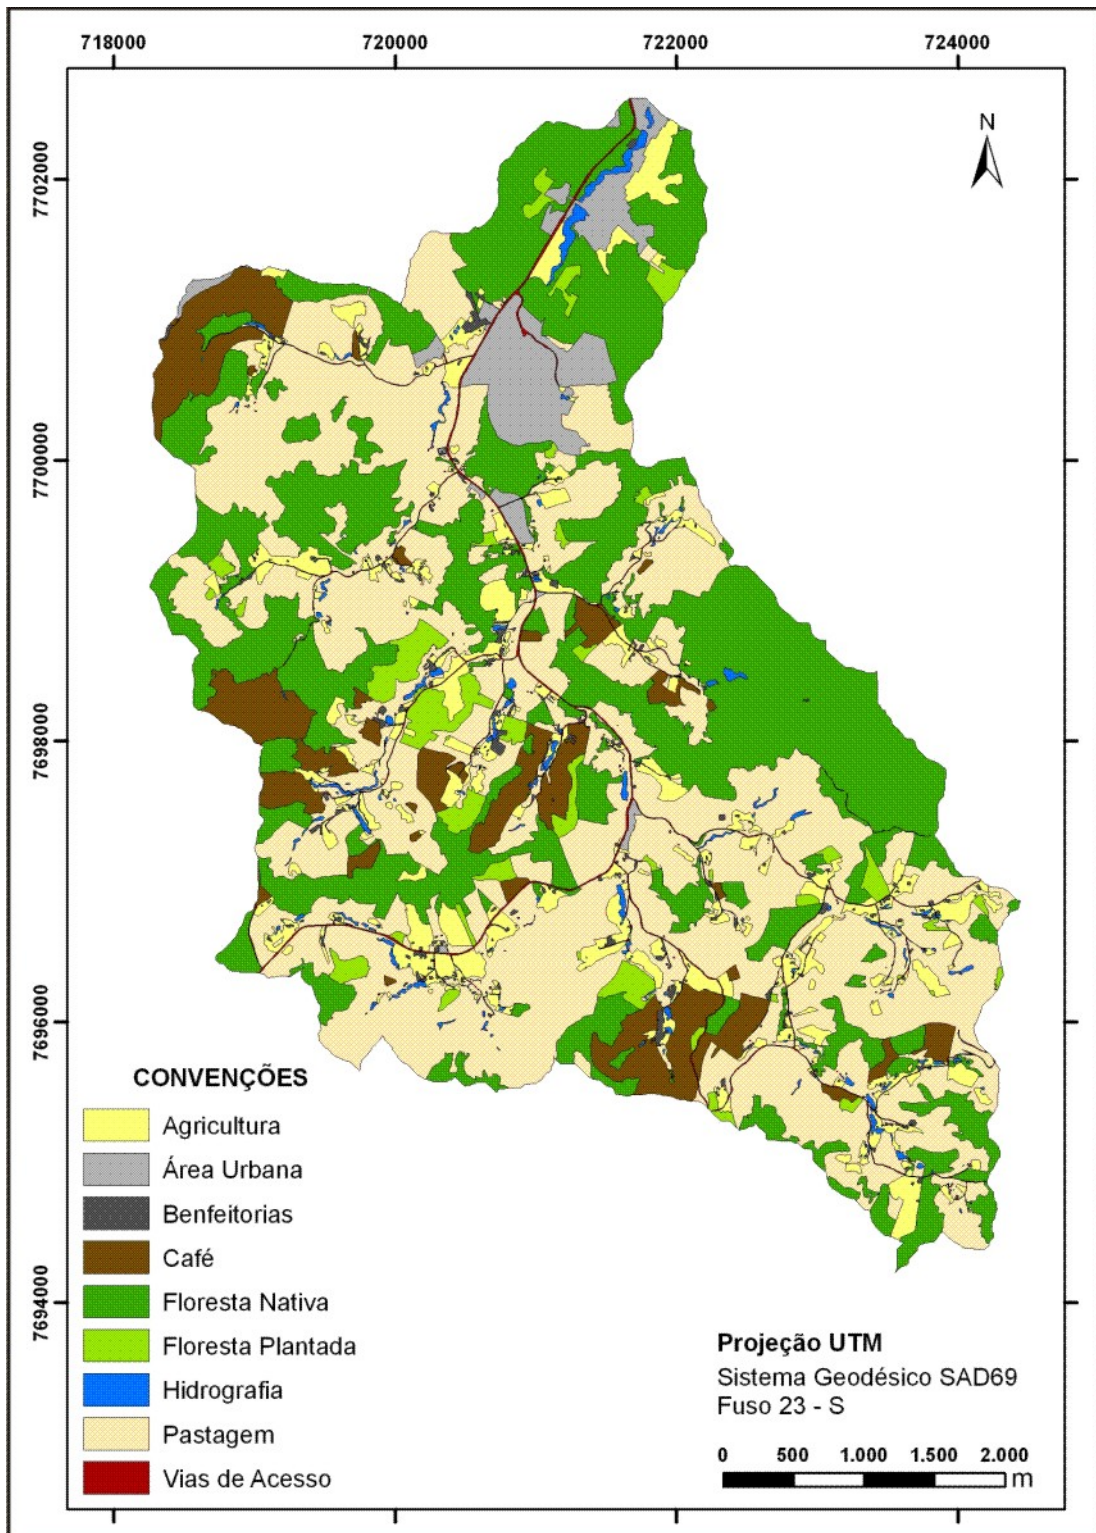 718000 720000 722000 724000
N
7702000
7700000
7698000
7696000
7694000
CONVENÇÕES
Agricultura
Área Urbana
Benfeitorias
Café
Floresta Nativa
Floresta Plantada
Hidrografia
Pastagem
Vias de Acesso
Projeção UTM
Sistema Geodésico SAD69
Fuso 23 - S
0 500 1.000 1.500 2.000
m